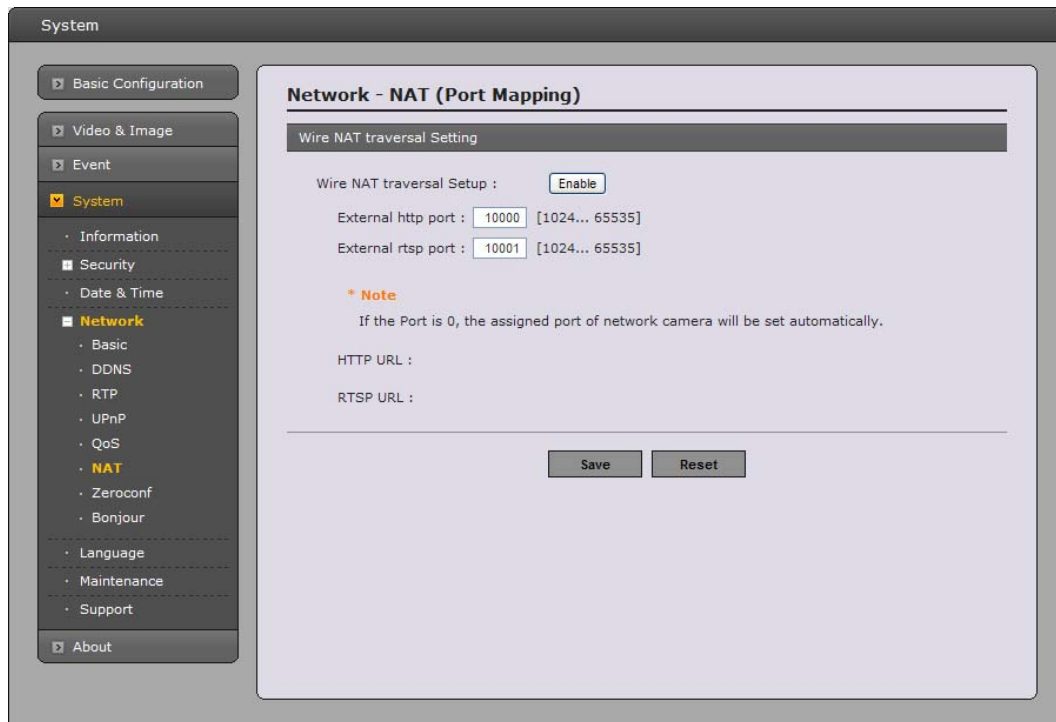 System
Basic Configuration
Video & Image
Event
System
Information
Security
Date & Time
Network
Basic
DDNS
RTP
UPnP
QoS
NAT
Zeroconf
Bonjour
Language
Maintenance
Support
About
Network - NAT (Port Mapping)
Wire NAT traversal Setting
Wire NAT traversal Setup : Enable
External http port : 10000 [1024... 65535]
External rtsp port : 10001 [1024... 65535]
* Note
If the Port is 0, the assigned port of network camera will be set automatically.
HTTP URL :
RTSP URL :
Save Reset